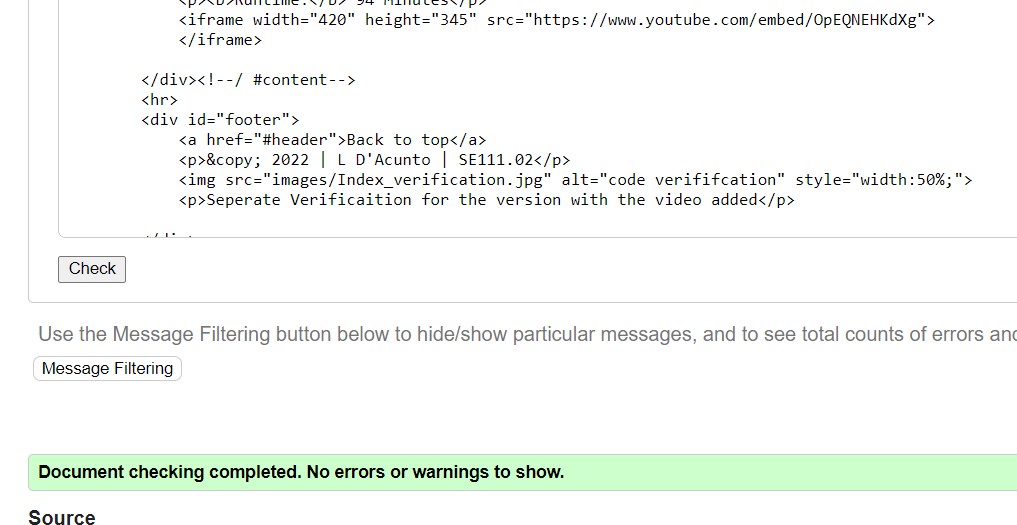 <p><b>Runtime:</b> 94 Minutes</p>
<iframe width="420" height="345" src="https://www.youtube.com/embed/OpEQNEHKdXg">
</iframe>
</div><!--/ #content-->
<hr>
<div id="footer">
<a href="#header">Back to top</a>
<p>&copy; 2022 | L D'Acunto | SE111.02</p>
<img src="images/Index_verification.jpg" alt="code verififcation" style="width:50%;">
<p>Seperate Verificaition for the version with the video added</p>
Check
Use the Message Filtering button below to hide/show particular messages, and to see total counts of errors and
Message Filtering
Document checking completed. No errors or warnings to show.
Source